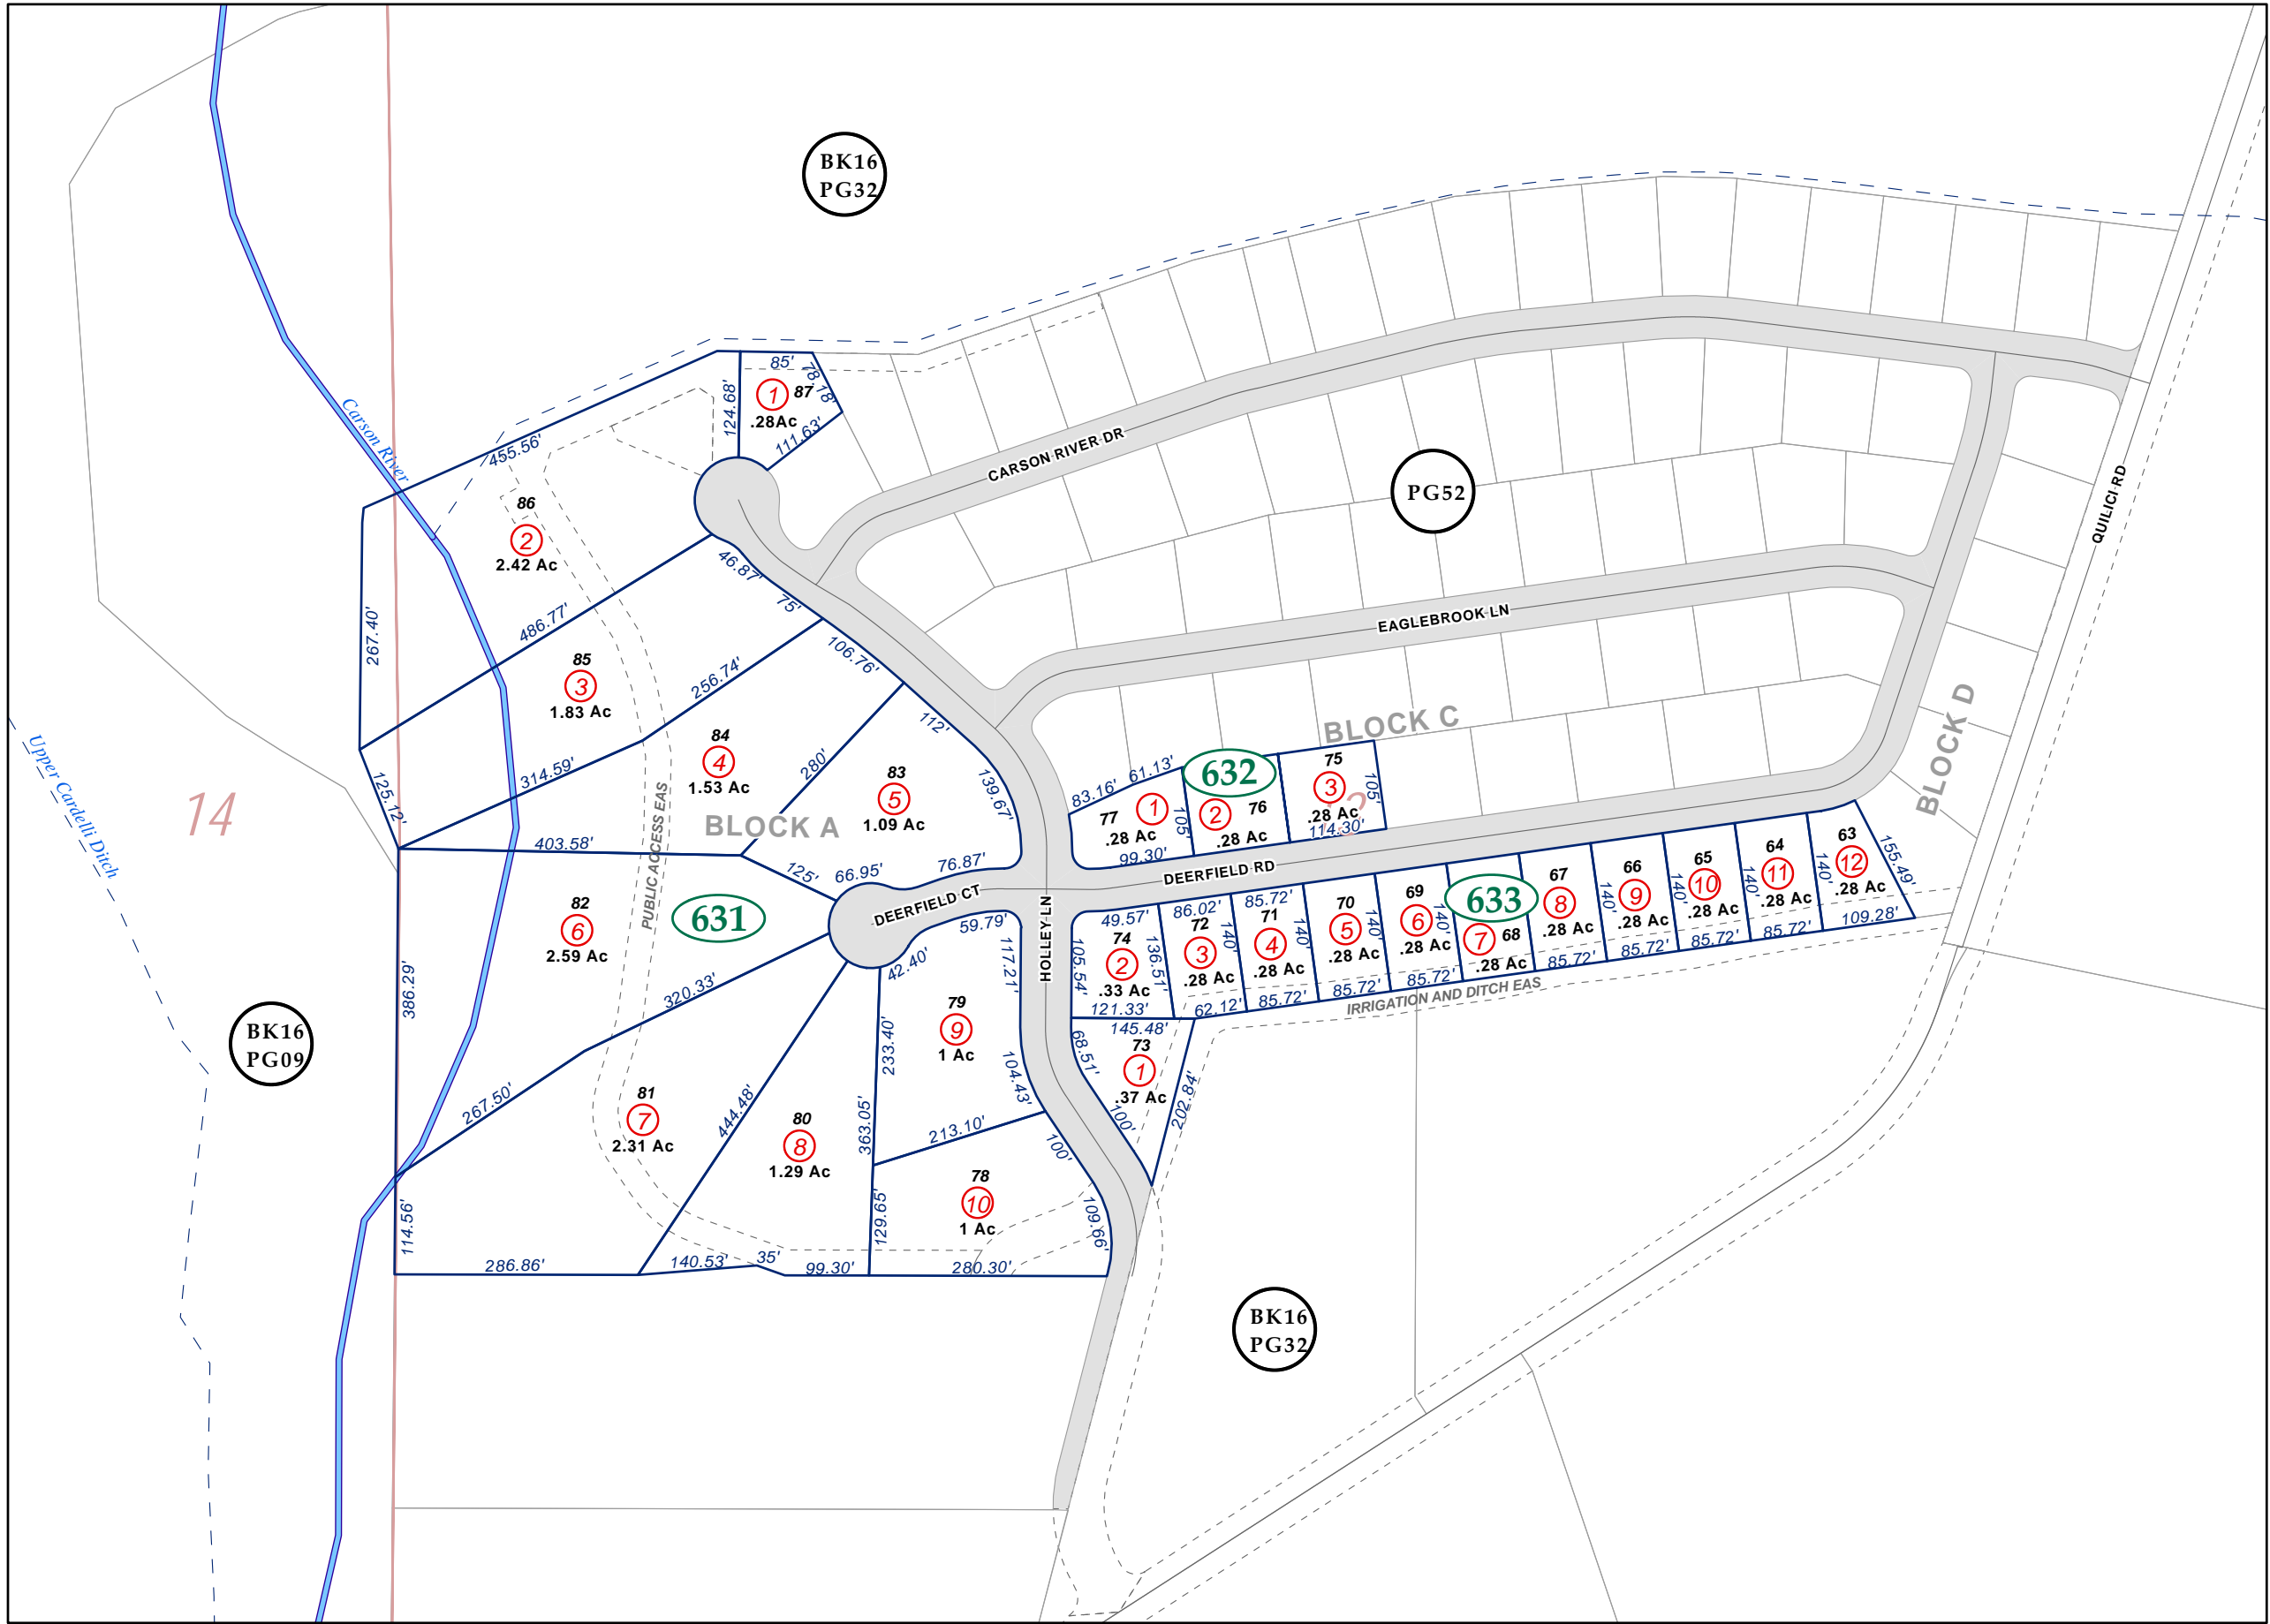 BK16
PG32
85'
78.18'
124.68'
1
87
.28Ac
111.63'
Carson River
455.56'
CARSON RIVER DR
PG52
QUILICI RD
86
2
2.42 Ac
46.87'
75'
267.40'
486.77'
EAGLEBROOK LN
106.76'
85
3
1.83 Ac
256.74'
112'
BLOCK C
BLOCK D
Upper Cardelli Ditch
14
125.12'
314.59'
84
4
1.53 Ac
280'
83
5
1.09 Ac
139.67'
83.16'
61.13'
632
75
3
.28 Ac
105'
114.30'
77
1
.28 Ac
105'
2
76
.28 Ac
99.30'
BLOCK A
403.58'
PUBLIC ACCESS EAS
125'
66.95'
76.87'
DEERFIELD RD
DEERFIELD CT
HOLLEY LN
63
12
.28 Ac
155.49'
109.28'
64
11
.28 Ac
140'
85.72'
65
10
.28 Ac
140'
85.72'
66
9
.28 Ac
140'
85.72'
67
8
.28 Ac
140'
85.72'
633
7
68
.28 Ac
69
6
.28 Ac
140'
85.72'
70
5
.28 Ac
140'
85.72'
85.72'
71
4
.28 Ac
140'
85.72'
86.02'
72
3
.28 Ac
140'
62.12'
49.57'
74
2
.33 Ac
136.51'
105.54'
121.33'
IRRIGATION AND DITCH EAS
82
6
2.59 Ac
631
59.79'
42.40'
117.21'
386.29'
320.33'
BK16
PG09
79
9
1 Ac
233.40'
104.43'
145.48'
73
1
.37 Ac
68.51'
100'
202.84'
267.50'
81
7
2.31 Ac
444.48'
80
8
1.29 Ac
363.05'
213.10'
100'
78
10
1 Ac
129.65'
109.66'
114.56'
286.86'
140.53'
35'
99.30'
280.30'
BK16
PG32